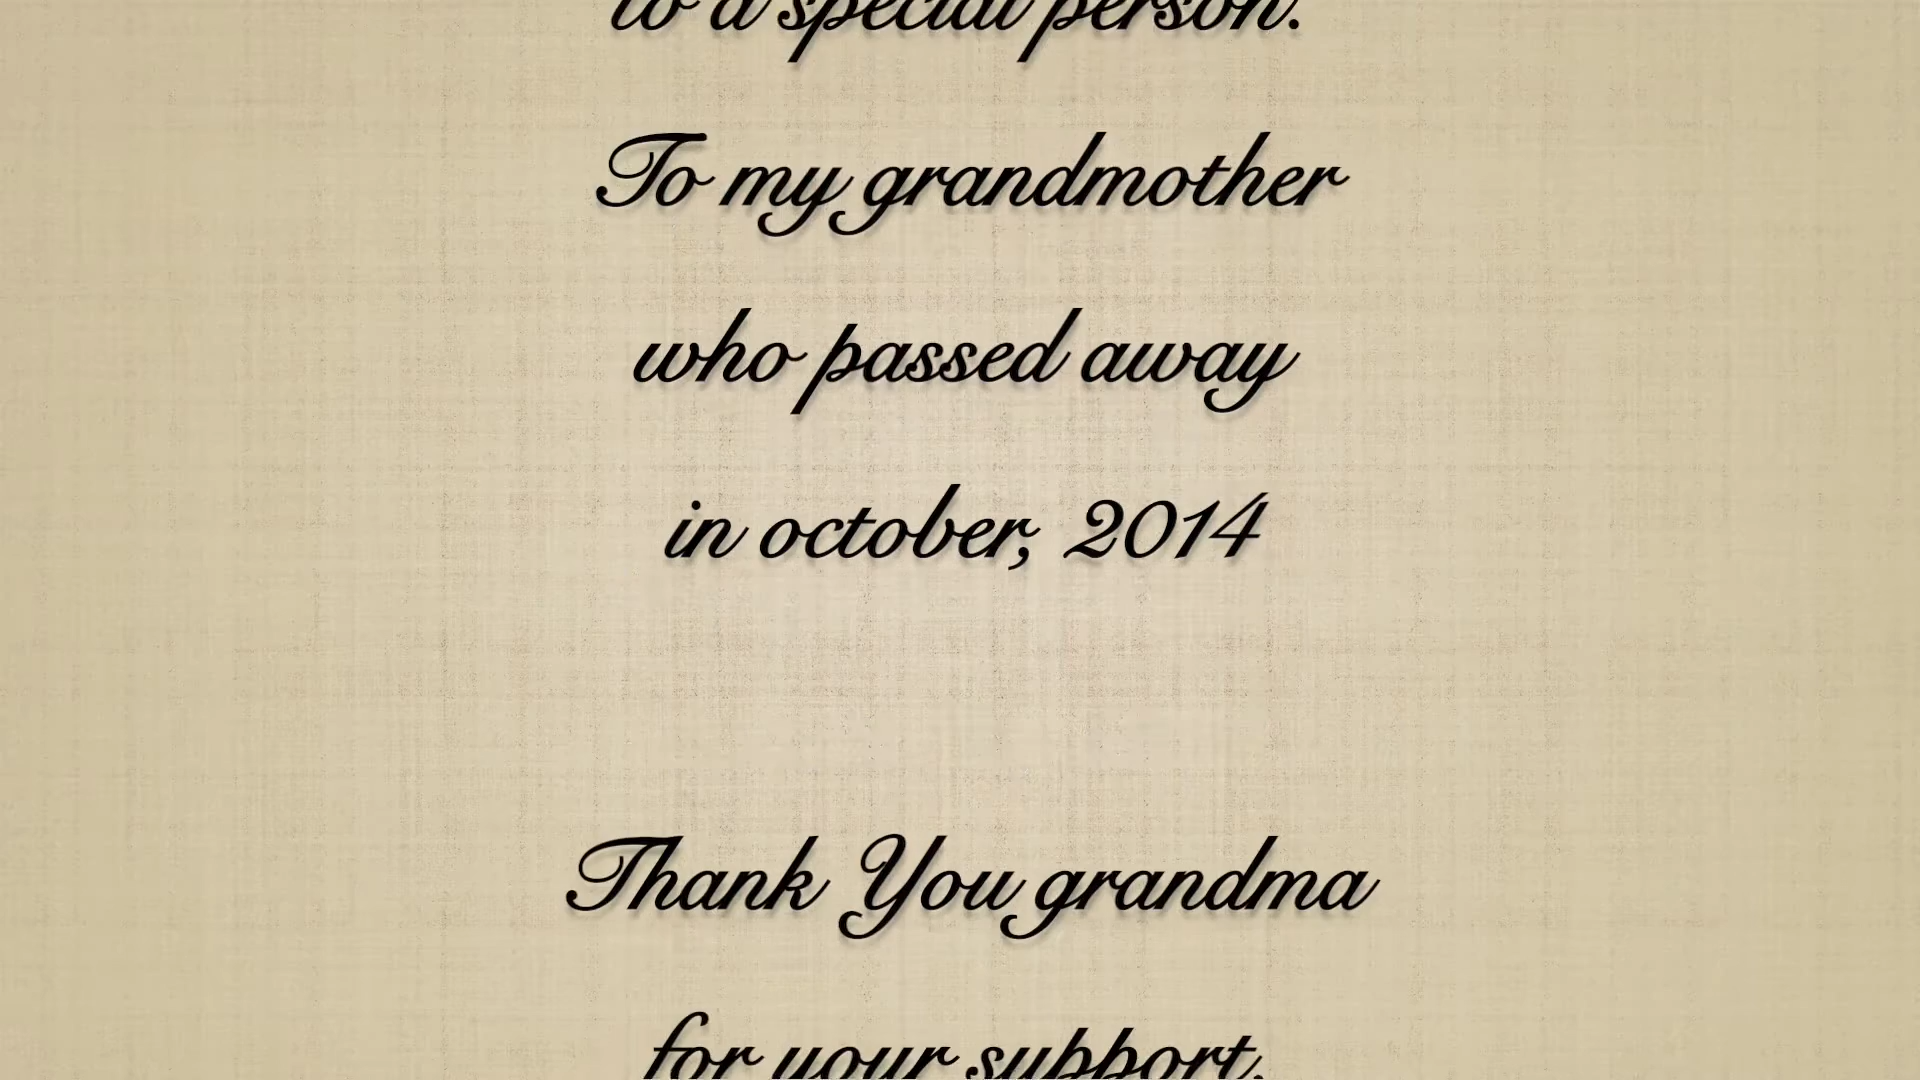 to a special person.
To my grandmother
who passed away
in october, 2014
Thank You grandma
for your support.